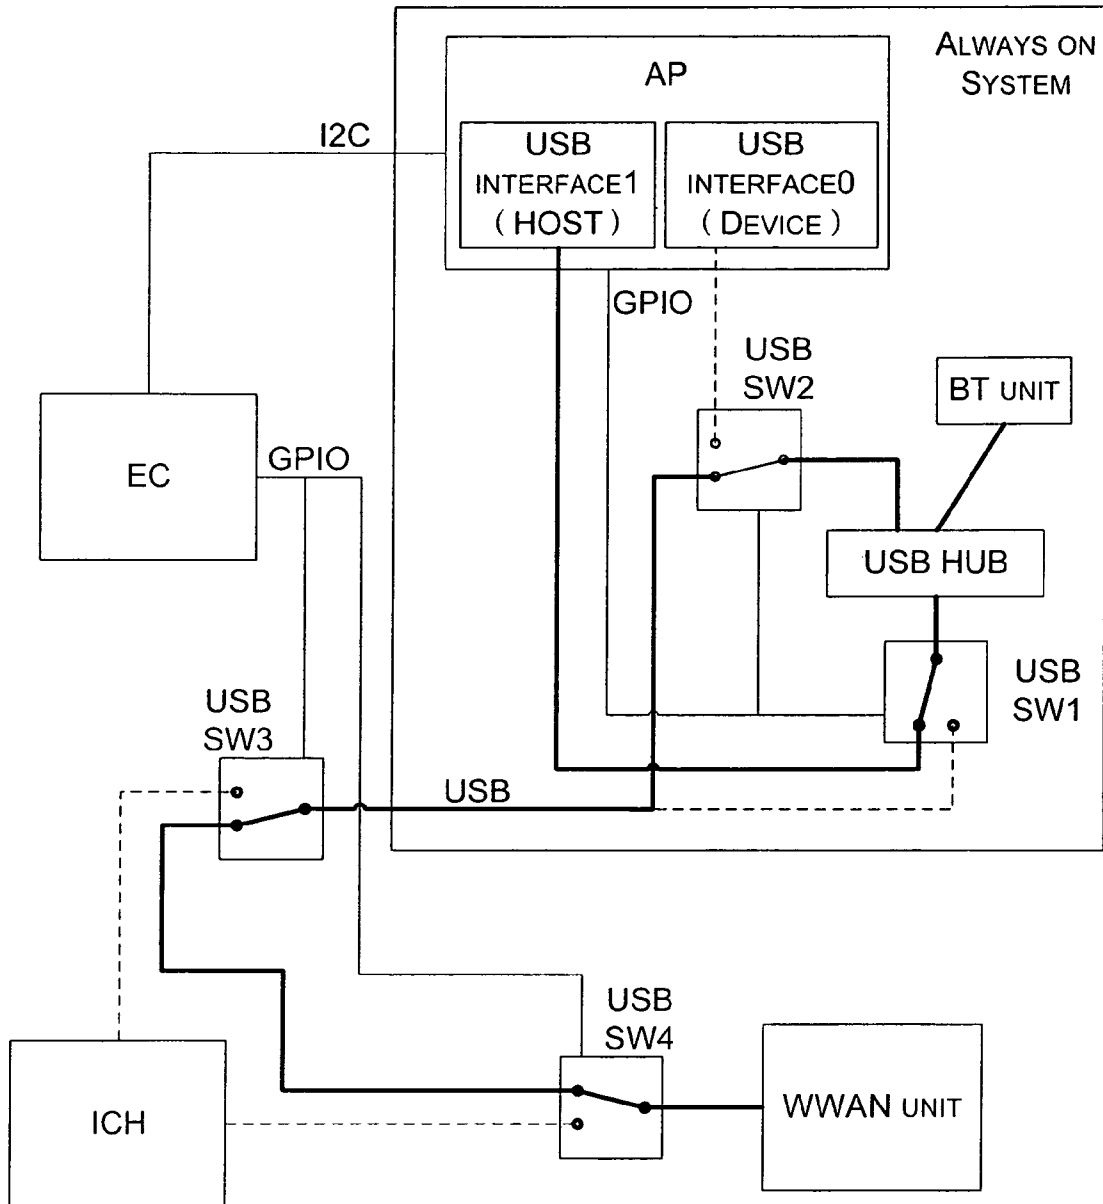 ALWAYS ON
SYSTEM
AP
I2C
USB
INTERFACE1
( HOST )
USB
INTERFACE0
( DEVICE )
GPIO
USB
SW2
BT UNIT
EC
GPIO
USB HUB
USB
SW1
USB
SW3
USB
USB
SW4
ICH
WWAN UNIT